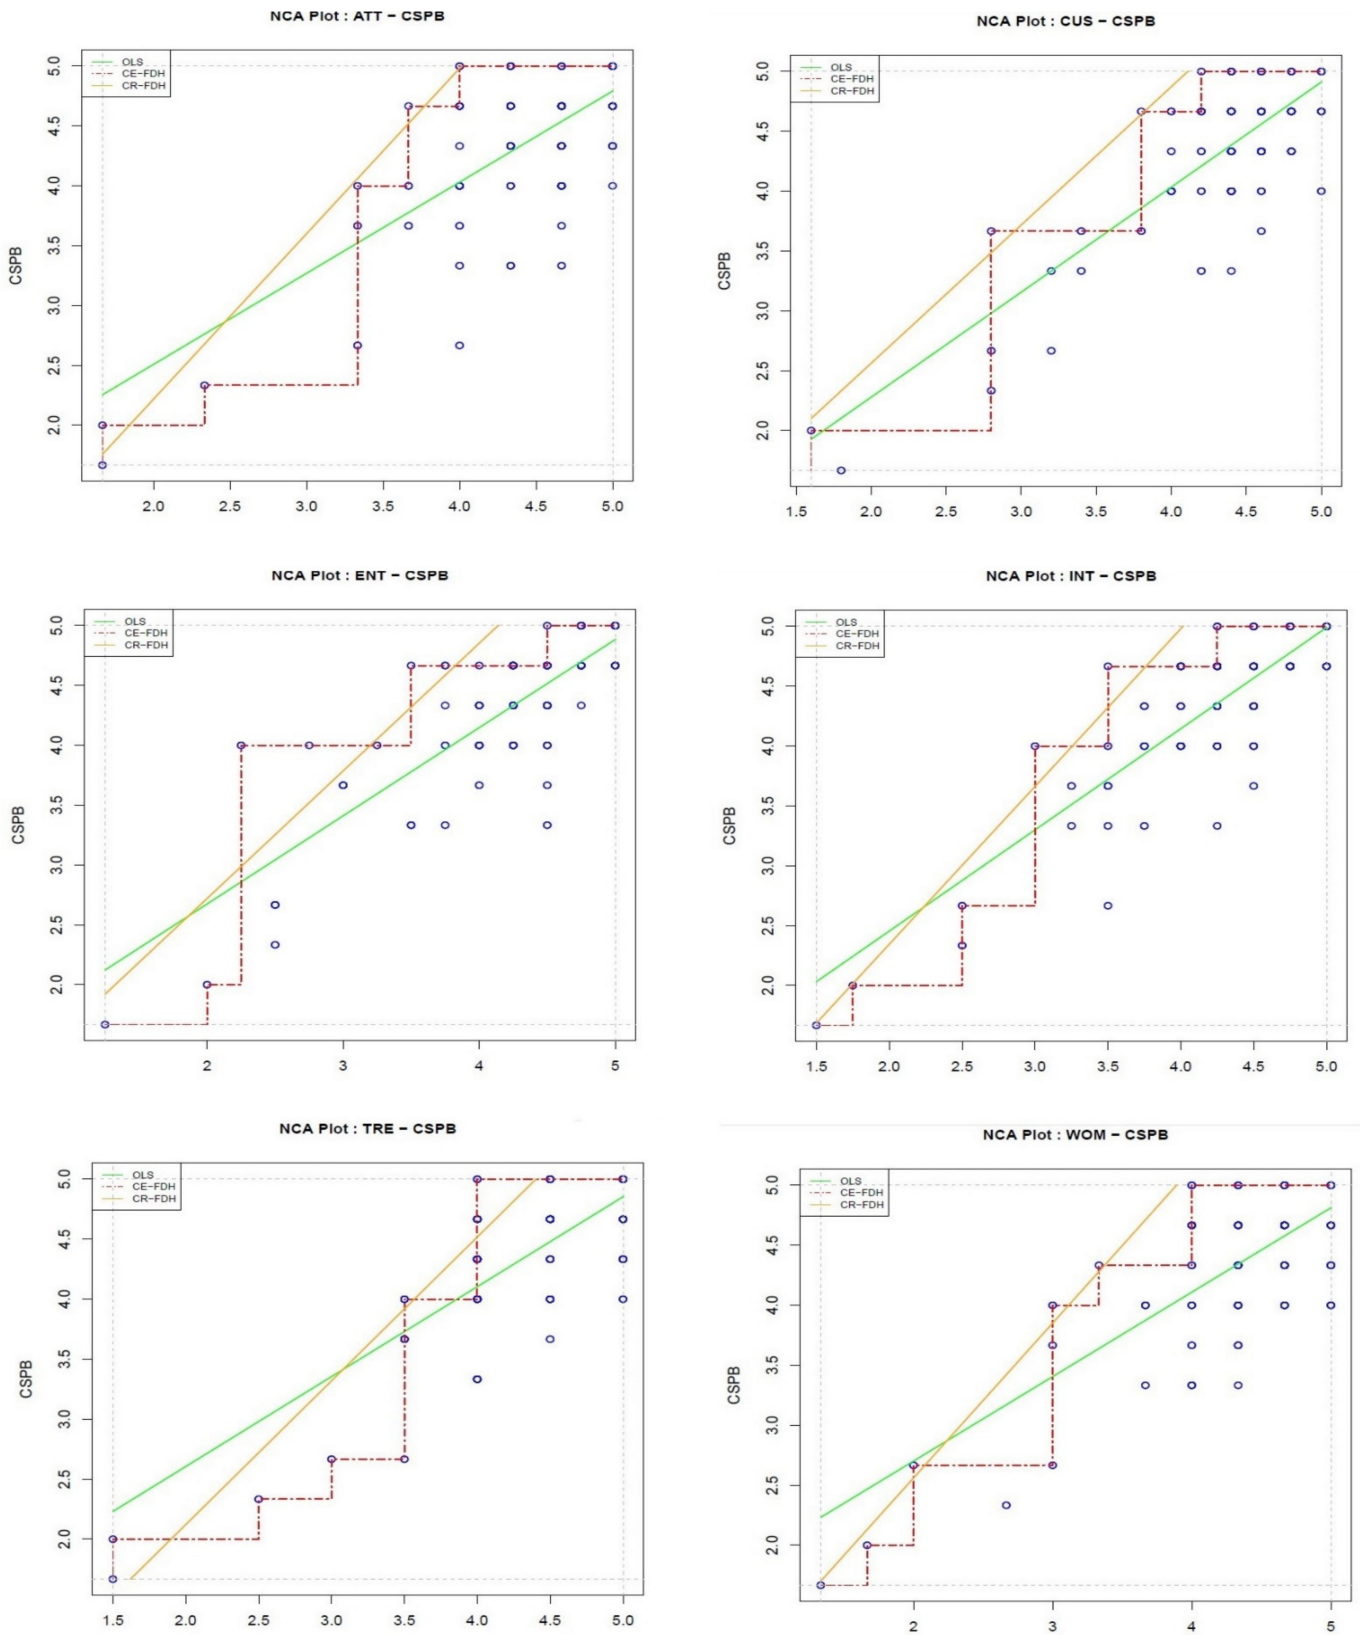 NCA Plot : ATT − CSPB
OLS
CE−FDH
CR−FDH
CSPB
5.0
4.5
4.0
3.5
3.0
2.5
2.0
2.0 2.5 3.0 3.5 4.0 4.5 5.0
NCA Plot : CUS − CSPB
OLS
CE−FDH
CR−FDH
CSPB
5.0
4.5
4.0
3.5
3.0
2.5
2.0
1.5 2.0 2.5 3.0 3.5 4.0 4.5 5.0
NCA Plot : ENT − CSPB
OLS
CE−FDH
CR−FDH
CSPB
5.0
4.5
4.0
3.5
3.0
2.5
2.0
2 3 4 5
NCA Plot : INT − CSPB
OLS
CE−FDH
CR−FDH
CSPB
5.0
4.5
4.0
3.5
3.0
2.5
2.0
1.5 2.0 2.5 3.0 3.5 4.0 4.5 5.0
NCA Plot : TRE − CSPB
OLS
CE−FDH
CR−FDH
CSPB
5.0
4.5
4.0
3.5
3.0
2.5
2.0
1.5 2.0 2.5 3.0 3.5 4.0 4.5 5.0
NCA Plot : WOM − CSPB
OLS
CE−FDH
CR−FDH
CSPB
5.0
4.5
4.0
3.5
3.0
2.5
2.0
2 3 4 5